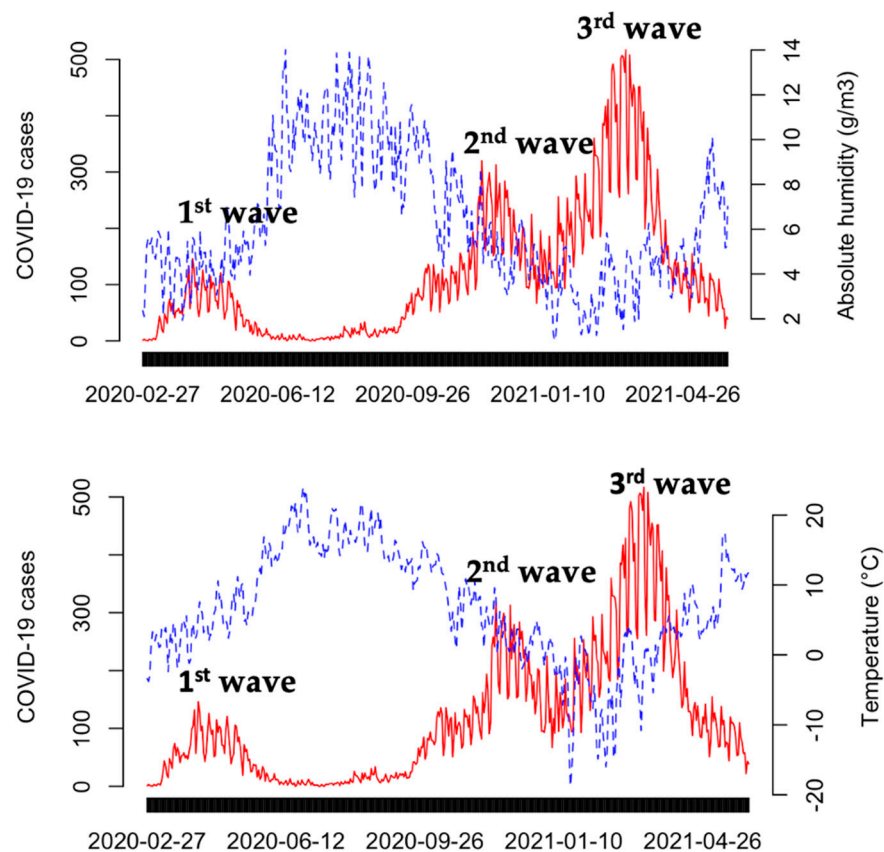 3rd wave
2nd wave
1st wave
COVID-19 cases
500
300
100
0
14
12
10
8
6
4
2
Absolute humidity (g/m3)
2020-02-27 2020-06-12 2020-09-26 2021-01-10 2021-04-26
3rd wave
2nd wave
1st wave
COVID-19 cases
500
300
100
0
20
10
0
-10
-20
Temperature (°C)
2020-02-27 2020-06-12 2020-09-26 2021-01-10 2021-04-26